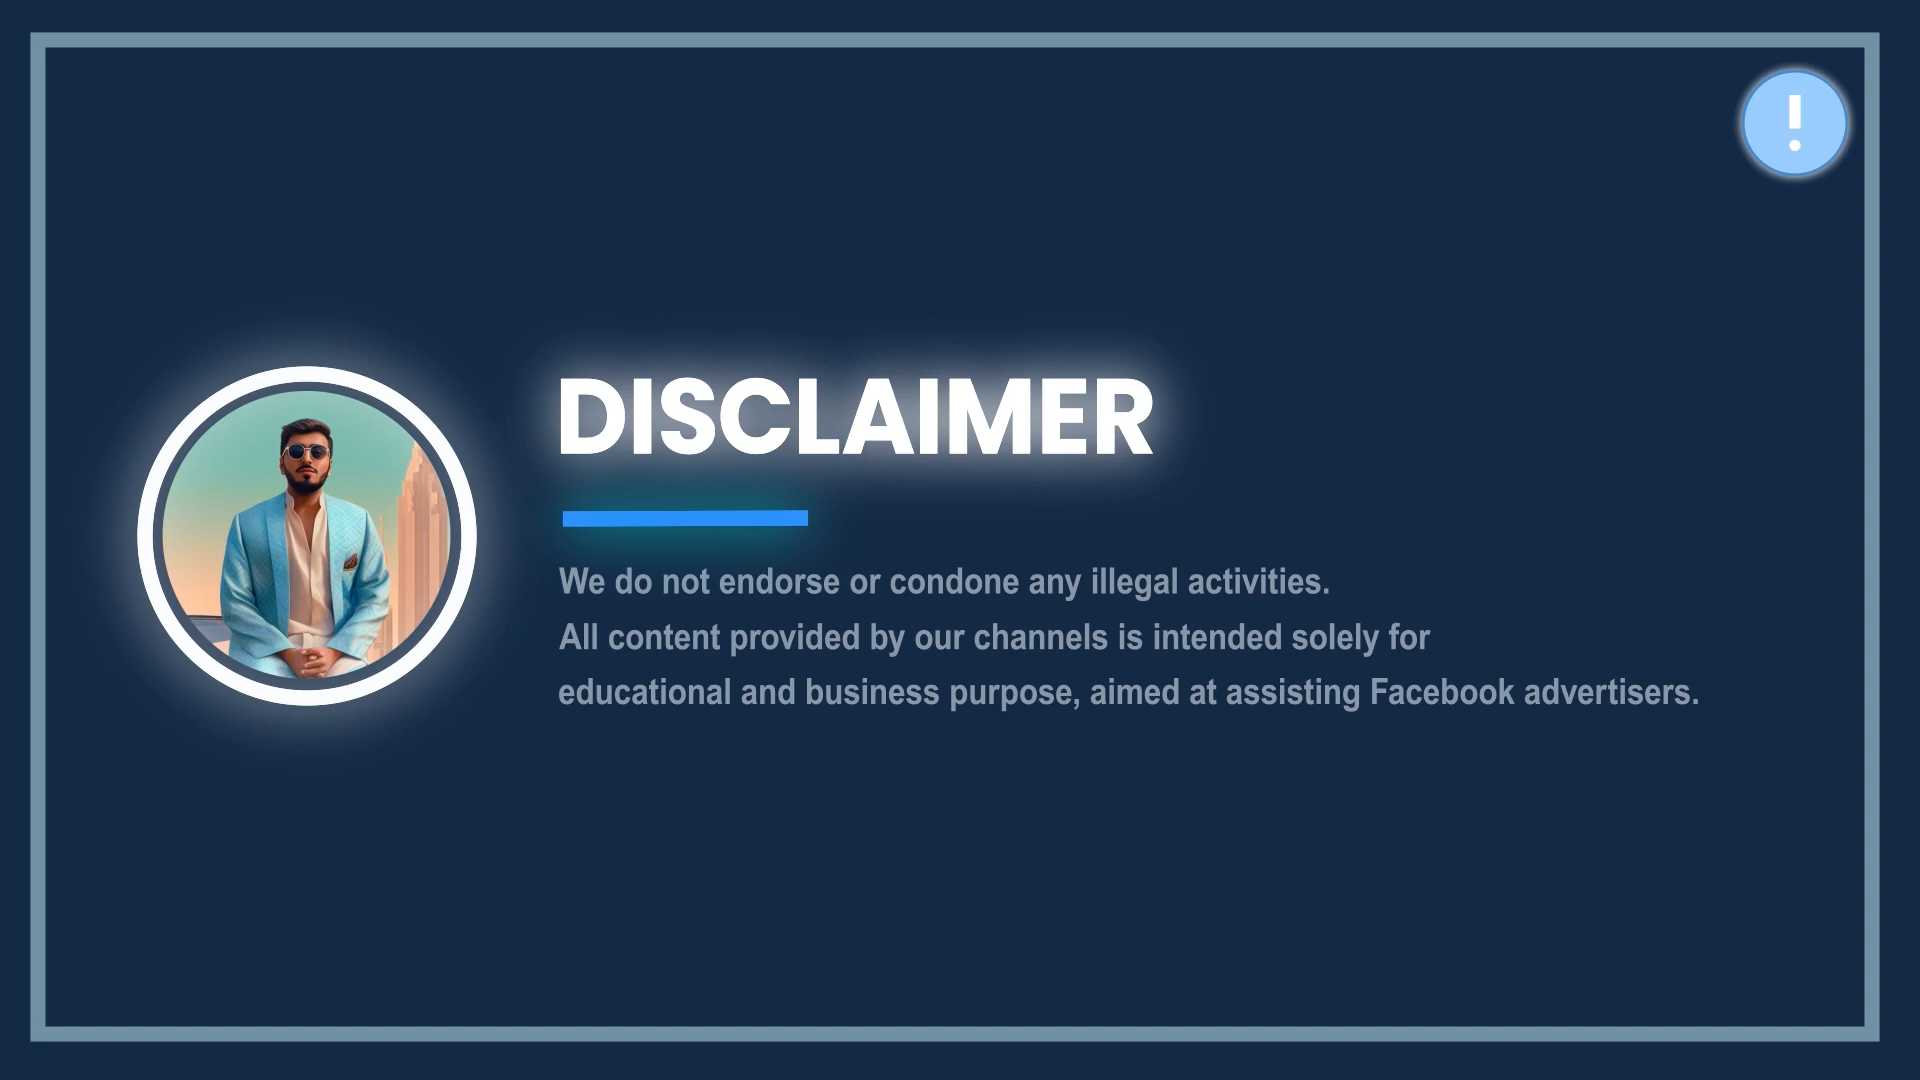 !
DISCLAIMER
We do not endorse or condone any illegal activities.
All content provided by our channels is intended solely for
educational and business purpose, aimed at assisting Facebook advertisers.